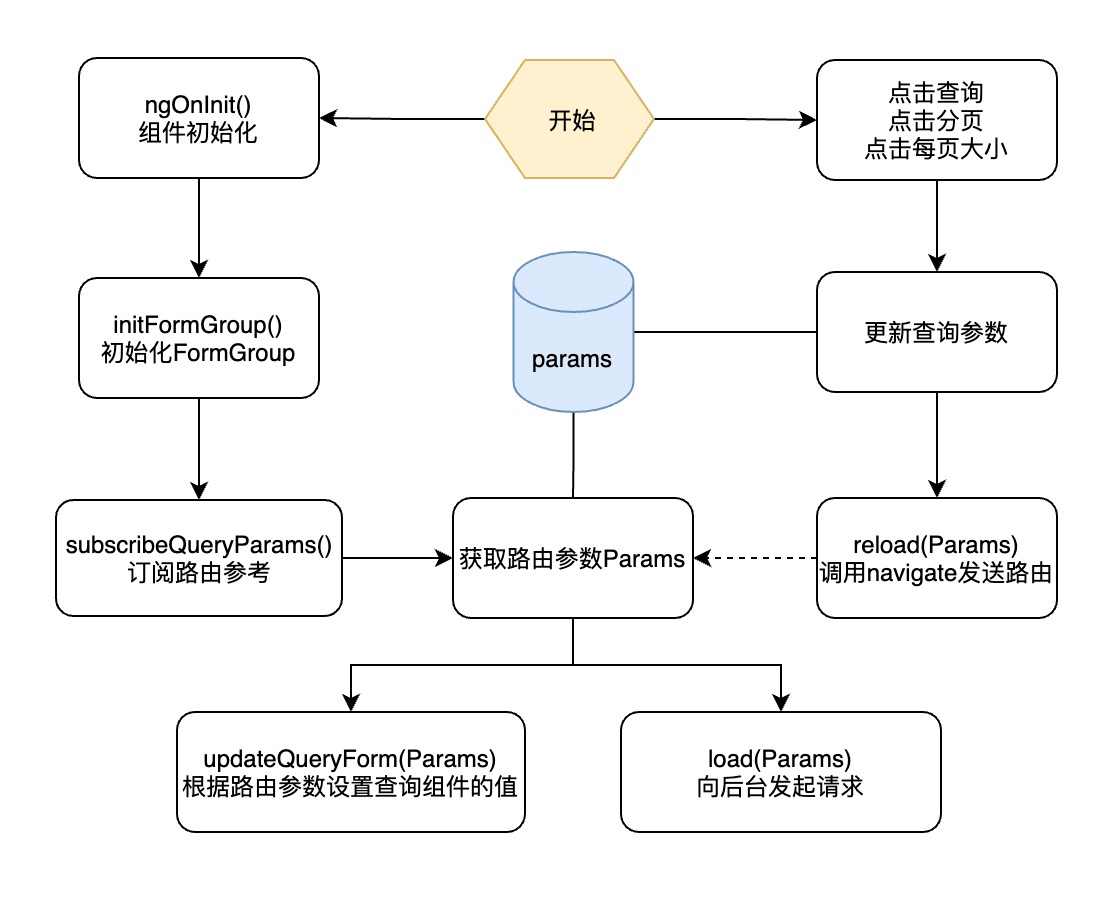 ngOnInit()
组件初始化
开始
点击查询
点击分页
点击每页大小
initFormGroup()
初始化FormGroup
params
更新查询参数
subscribeQueryParams()
订阅路由参考
获取路由参数Params
reload(Params)
调用navigate发送路由
updateQueryForm(Params)
根据路由参数设置查询组件的值
load(Params)
向后台发起请求